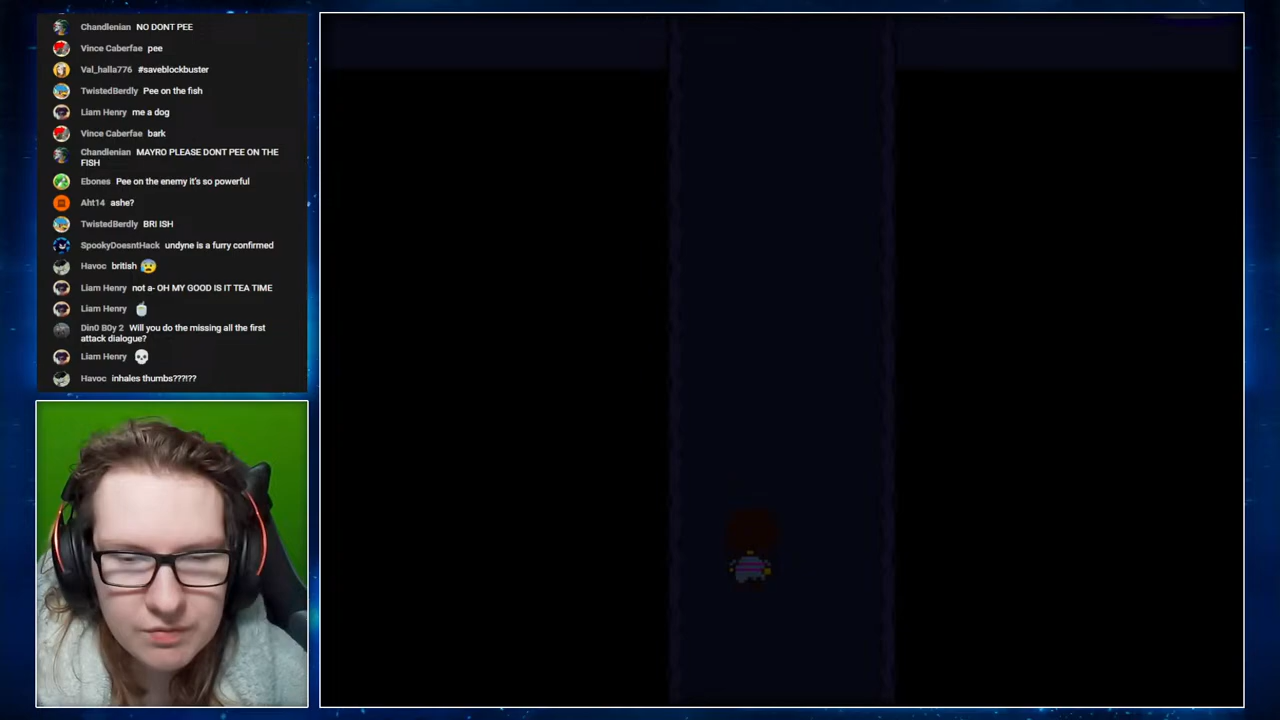 Chandlenian NO DONT PEE
Vince Caberfae pee
Val_halla776 #saveblockbuster
TwistedBerdly Pee on the fish
Liam Henry me a dog
Vince Caberfae bark
Chandlenian MAYRO PLEASE DONT PEE ON THE
FISH
Ebones Pee on the enemy it's so powerful
Aht14 ashe?
TwistedBerdly BRI ISH
SpookyDoesntHack undyne is a furry confirmed
Havoc british 😰
Liam Henry not a- OH MY GOOD IS IT TEA TIME
Liam Henry 🍵
Din0 B0y 2 Will you do the missing all the first
attack dialogue?
Liam Henry 💀
Havoc inhales thumbs???!??